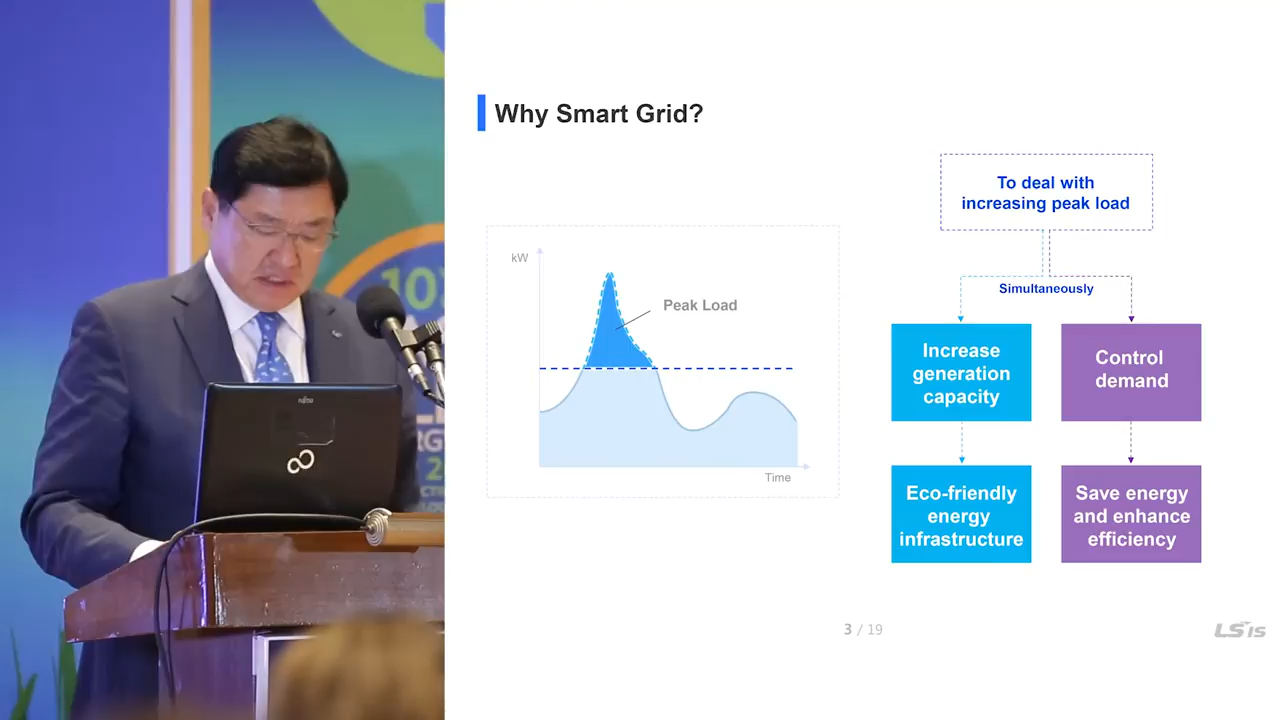 Why Smart Grid?
kW
Peak Load
Time
To deal with
increasing peak load
Simultaneously
Increase
generation
capacity
Control
demand
Eco-friendly
energy
infrastructure
Save energy
and enhance
efficiency
3 / 19
LSIS
FUJITSU
10